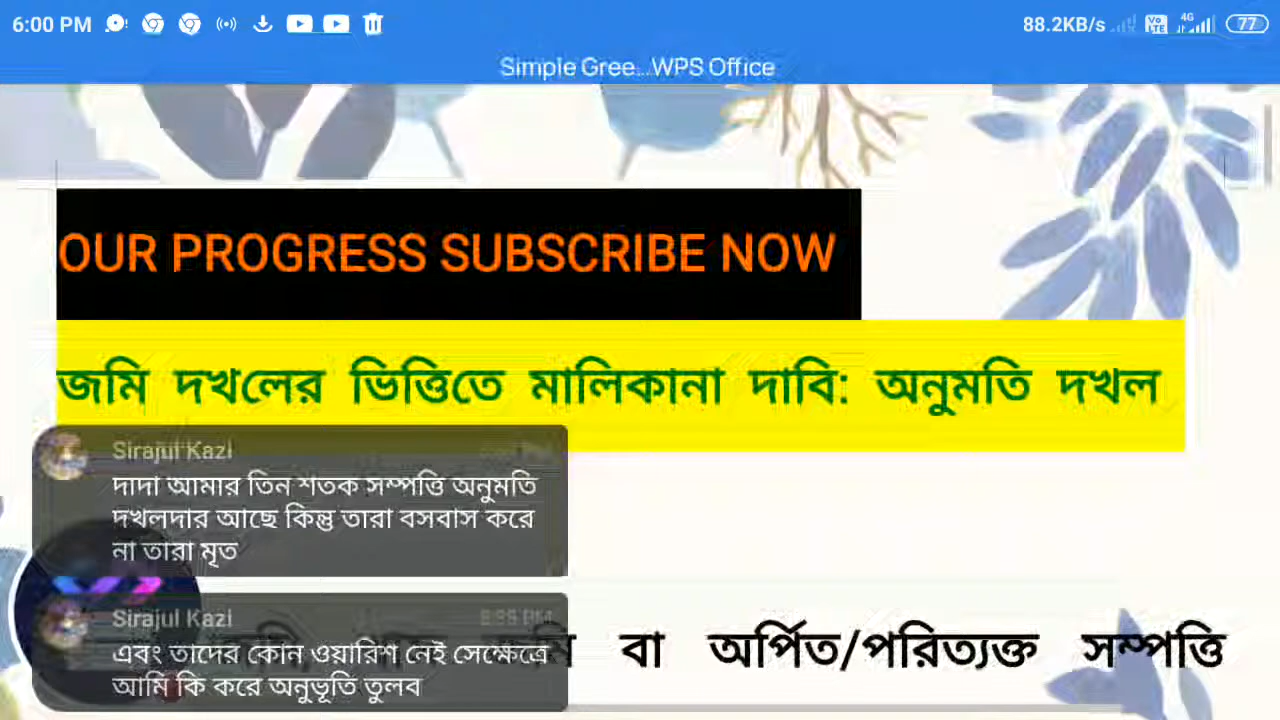 6:00 PM 88.2KB/s 4G 77
Simple Gree...WPS Office
OUR PROGRESS SUBSCRIBE NOW
জমি দখলের ভিত্তিতে মালিকানা দাবি: অনুমতি দখল
Sirajul Kazi
দাদা আমার তিন শতক সম্পত্তি অনুমতি
দখলদার আছে কিন্তু তারা বসবাস করে
না তারা মৃত
Sirajul Kazi
এবং তাদের কোন ওয়ারিশ নেই সেক্ষেত্রে
আমি কি করে অনুভূতি তুলব
বা অর্পিত/পরিত্যক্ত সম্পত্তি